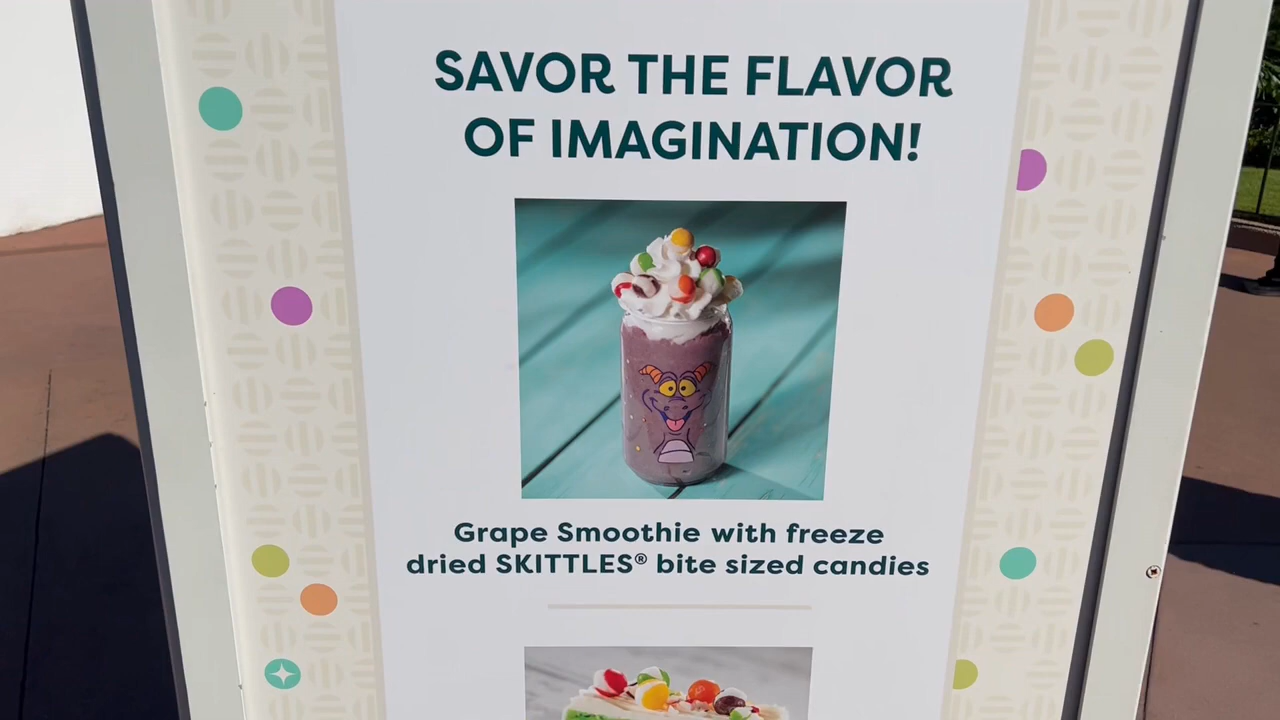 SAVOR THE FLAVOR
OF IMAGINATION!
Grape Smoothie with freeze
dried SKITTLES® bite sized candies